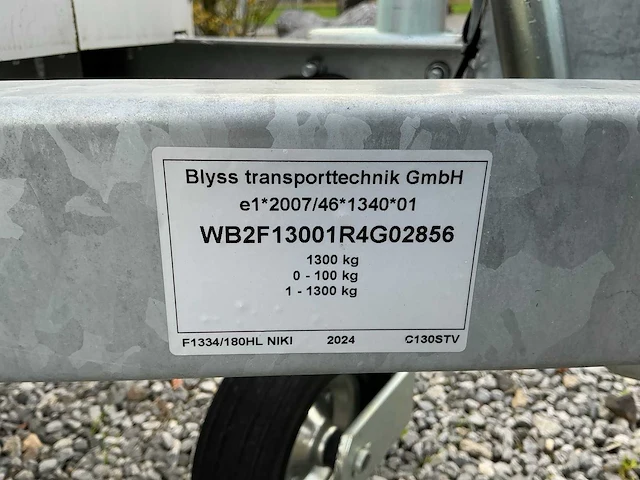 Blyss transporttechnik GmbH
e1*2007/46*1340*01
WB2F13001R4G02856
1300 kg
0 - 100 kg
1 - 1300 kg
F1334/180HL NIKI 2024 C130STV